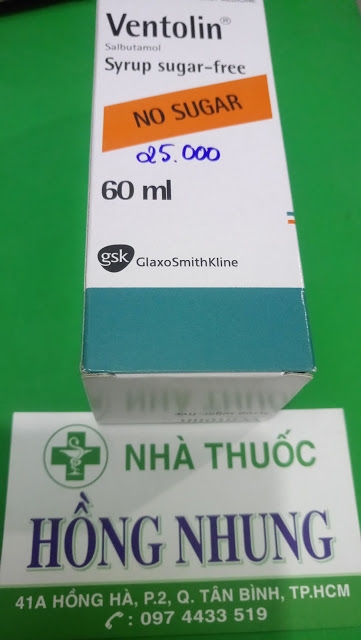 Ventolin®
Salbutamol
Syrup sugar-free
NO SUGAR
25.000
60 ml
gsk GlaxoSmithKline
NHÀ THUỐC
HỒNG NHUNG
41A HỒNG HÀ, P.2, Q. TÂN BÌNH, TP.HCM
: 097 4433 519